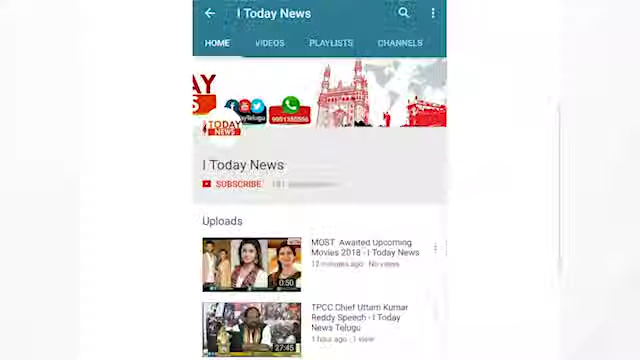 I Today News
HOME VIDEOS PLAYLISTS CHANNELS
AY
S
TODAY
NEWS
I Today News
SUBSCRIBE
Uploads
MOST Awaited Upcoming
Movies 2018 - I Today News
12 minutes ago · No views
0:50
TPCC Chief Uttam Kumar
Reddy Speech - I Today
News Telugu
1 hour ago · 1 view
27:45